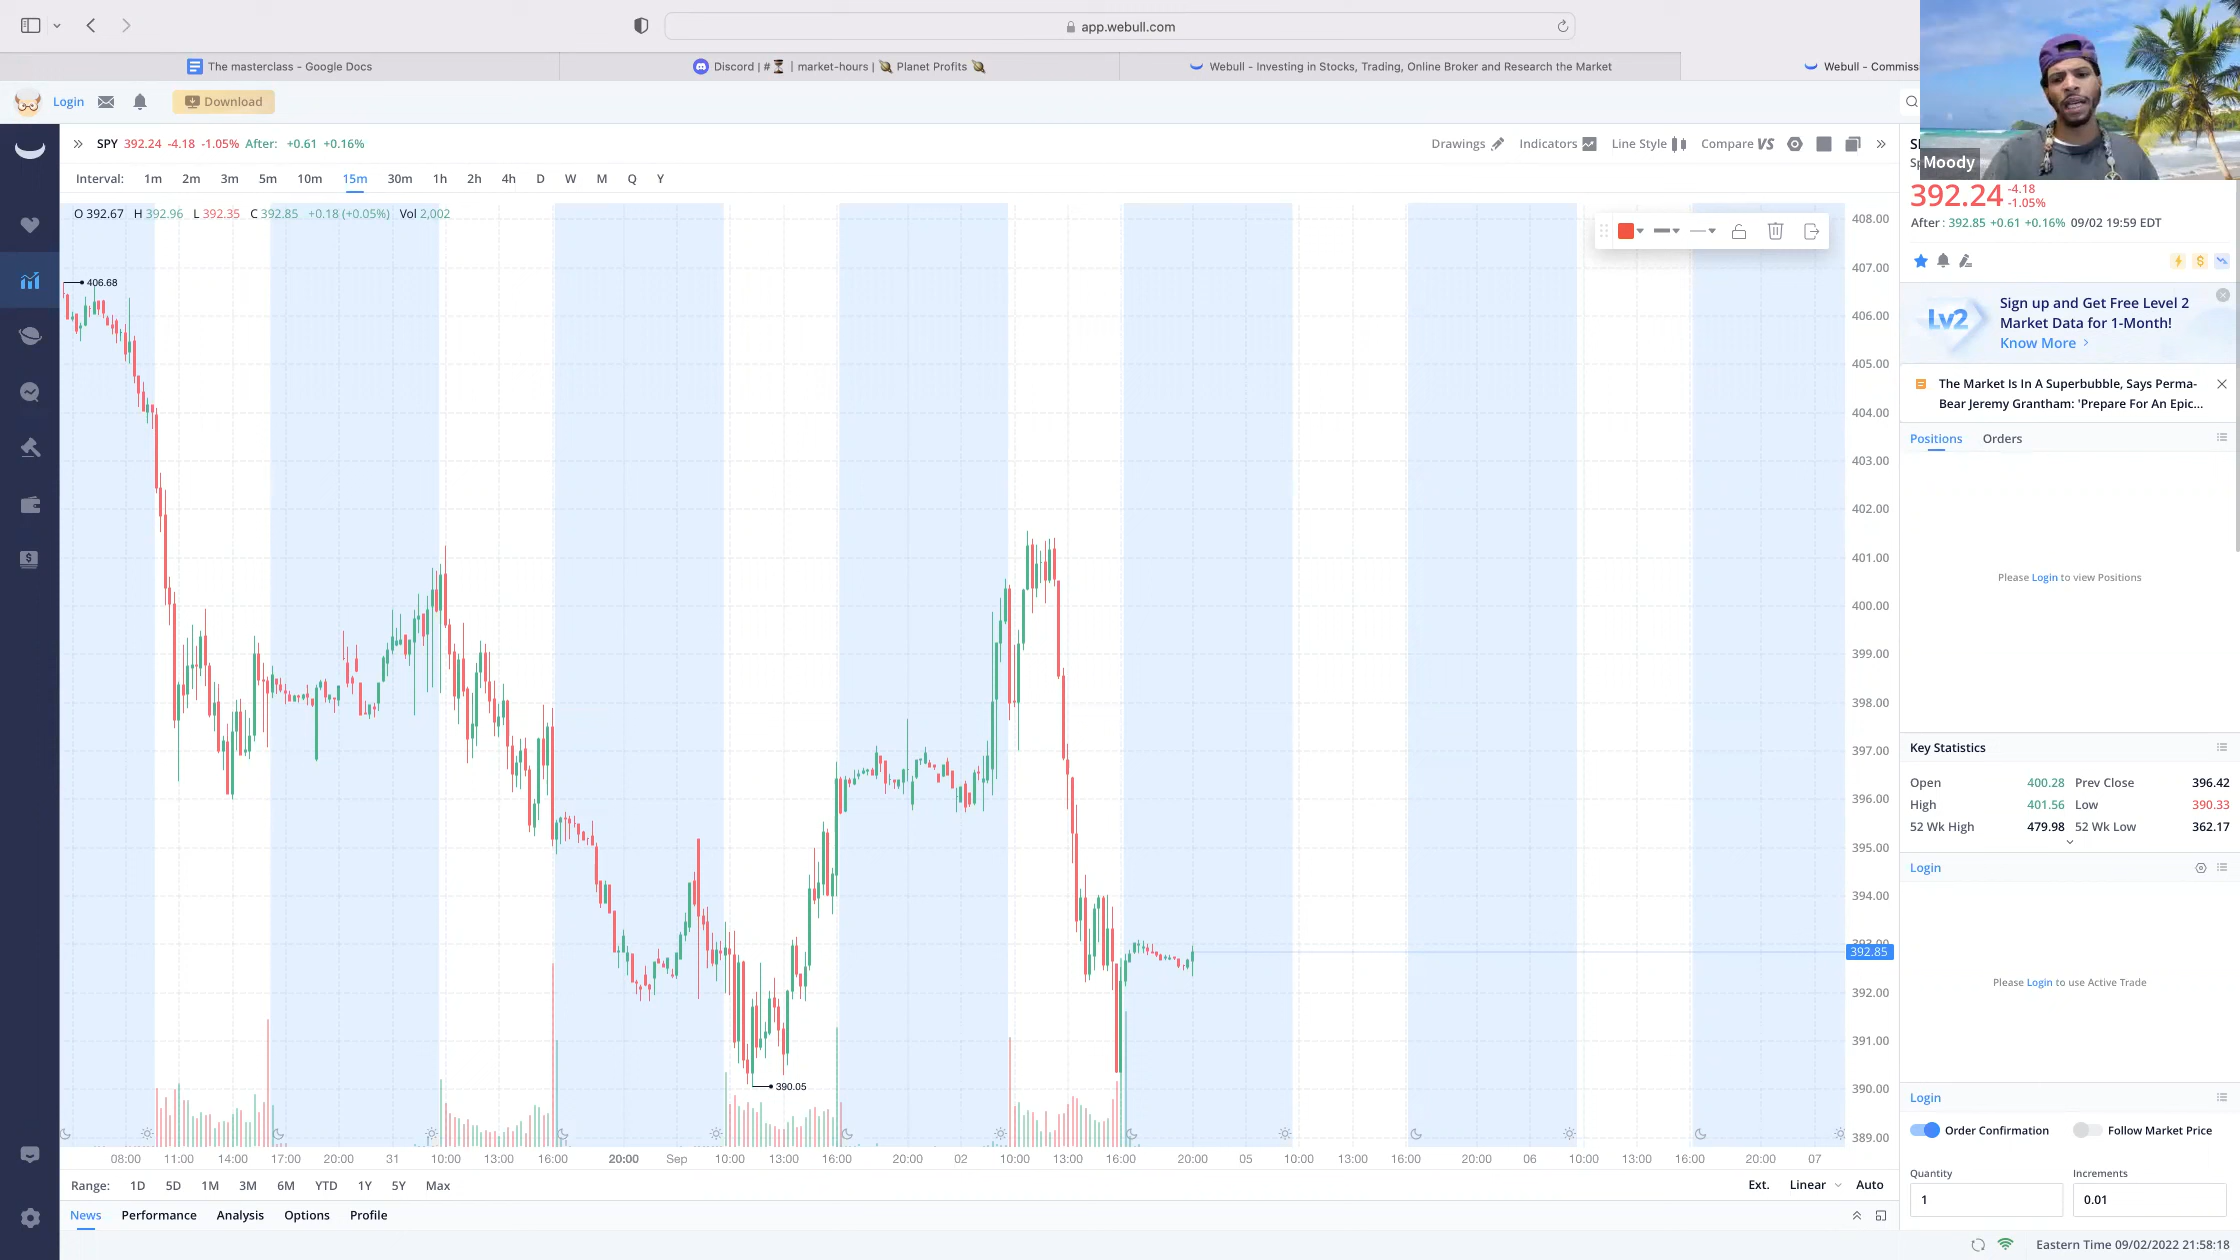 app.webull.com
The masterclass - Google Docs
Discord | # | market-hours | Planet Profits
Webull - Investing in Stocks, Trading, Online Broker and Research the Market
Webull - Commiss
Login
Download
SPY 392.24 -4.18 -1.05% After: +0.61 +0.16%
Drawings
Indicators
Line Style
Compare VS
Interval: 1m 2m 3m 5m 10m 15m 30m 1h 2h 4h D W M Q Y
O 392.67 H 392.96 L 392.35 C 392.85 +0.18 (+0.05%) Vol 2,002
406.68
390.05
408.00
407.00
406.00
405.00
404.00
403.00
402.00
401.00
400.00
399.00
398.00
397.00
396.00
395.00
394.00
393.00
392.85
392.00
391.00
390.00
389.00
08:00 11:00 14:00 17:00 20:00 31 10:00 13:00 16:00 20:00 Sep 10:00 13:00 16:00 20:00 02 10:00 13:00 16:00 20:00 05 10:00 13:00 16:00 20:00 06 10:00 13:00 16:00 20:00 07
Range: 1D 5D 1M 3M 6M YTD 1Y 5Y Max
Ext. Linear Auto
News Performance Analysis Options Profile
Moody
392.24 -4.18
-1.05%
After : 392.85 +0.61 +0.16% 09/02 19:59 EDT
Lv2
Sign up and Get Free Level 2
Market Data for 1-Month!
Know More >
The Market Is In A Superbubble, Says Perma-
Bear Jeremy Grantham: 'Prepare For An Epic...
Positions Orders
Please Login to view Positions
Key Statistics
Open 400.28 Prev Close 396.42
High 401.56 Low 390.33
52 Wk High 479.98 52 Wk Low 362.17
Login
Please Login to use Active Trade
Login
Order Confirmation Follow Market Price
Quantity Increments
1 0.01
Eastern Time 09/02/2022 21:58:18